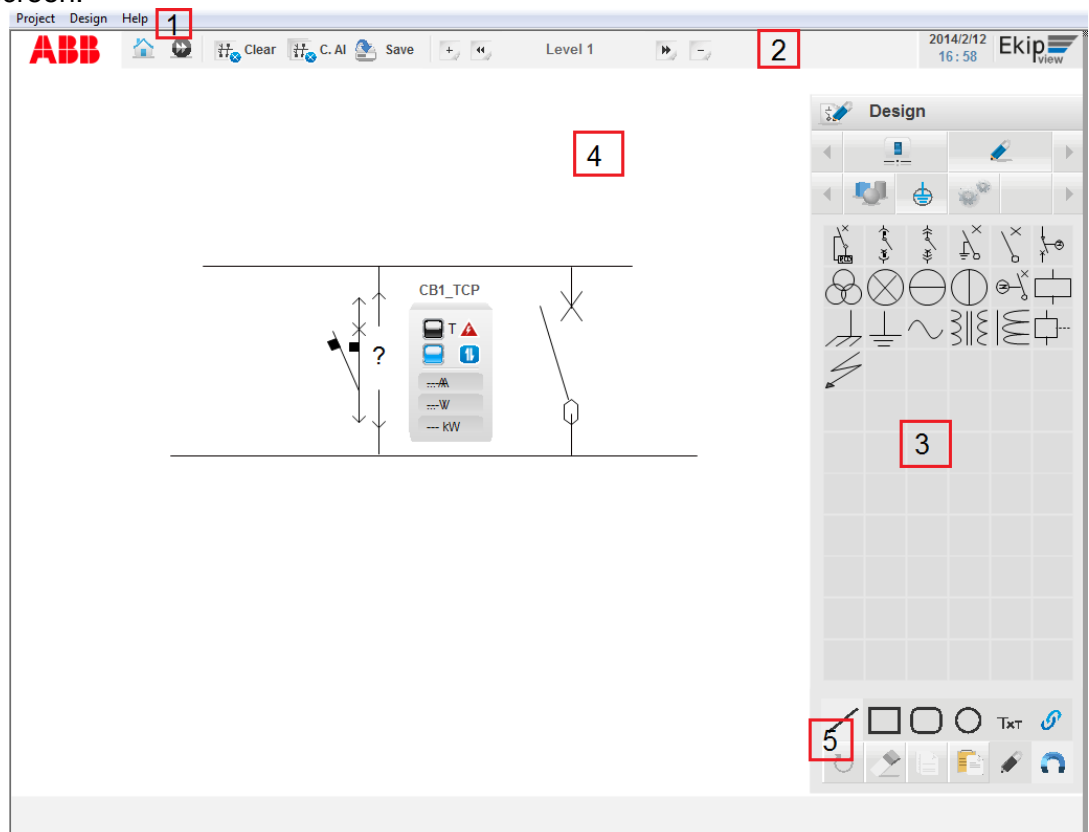 creen.
Project Design Help
1
ABB Clear C. Al Save + Level 1 - 2 2014/2/12 16:58 Ekip view
Design
4
CB1_TCP
T
?
---W
--- kW
3
TXT
5